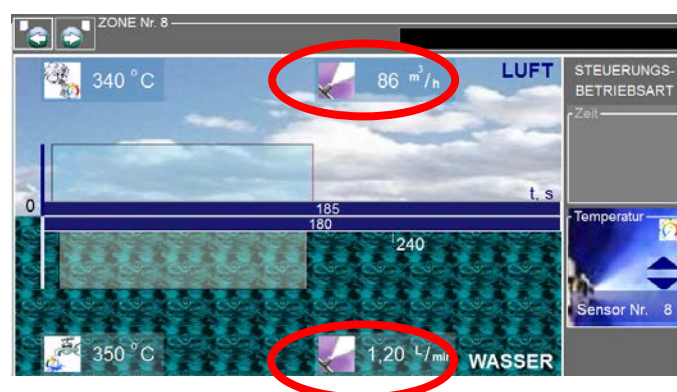 ZONE Nr. 8
340 °C
86 m³/h
LUFT
STEUERUNGS-
BETRIEBSART
Zeit
t, s
0
185
180
240
Temperatur
Sensor Nr. 8
350 °C
1,20 L/min
WASSER